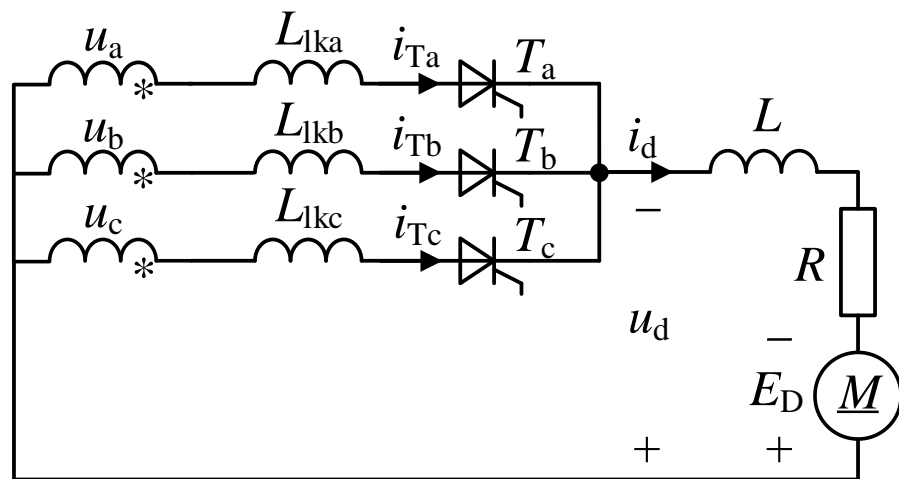 u_a L_lka i_Ta T_a
*
u_b L_lkb i_Tb T_b i_d L
*
−
u_c L_lkc i_Tc T_c
*
R
u_d −
E_D M
+ +